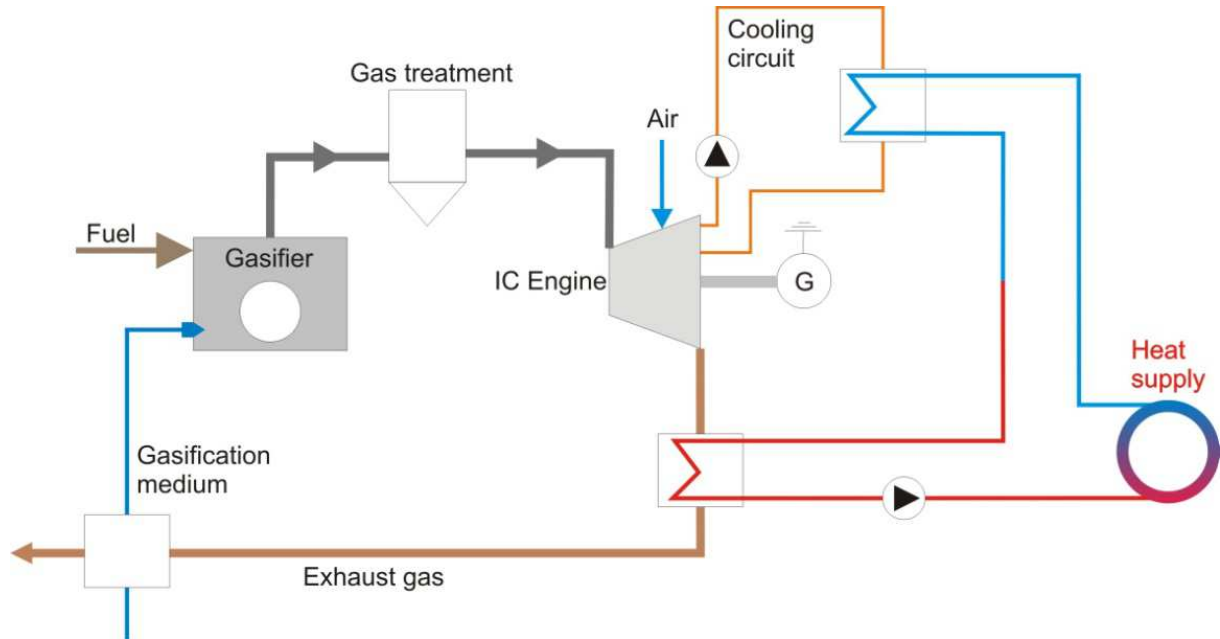 Cooling
circuit
Gas treatment
Air
Fuel
Gasifier
IC Engine
G
Heat
supply
Gasification
medium
Exhaust gas